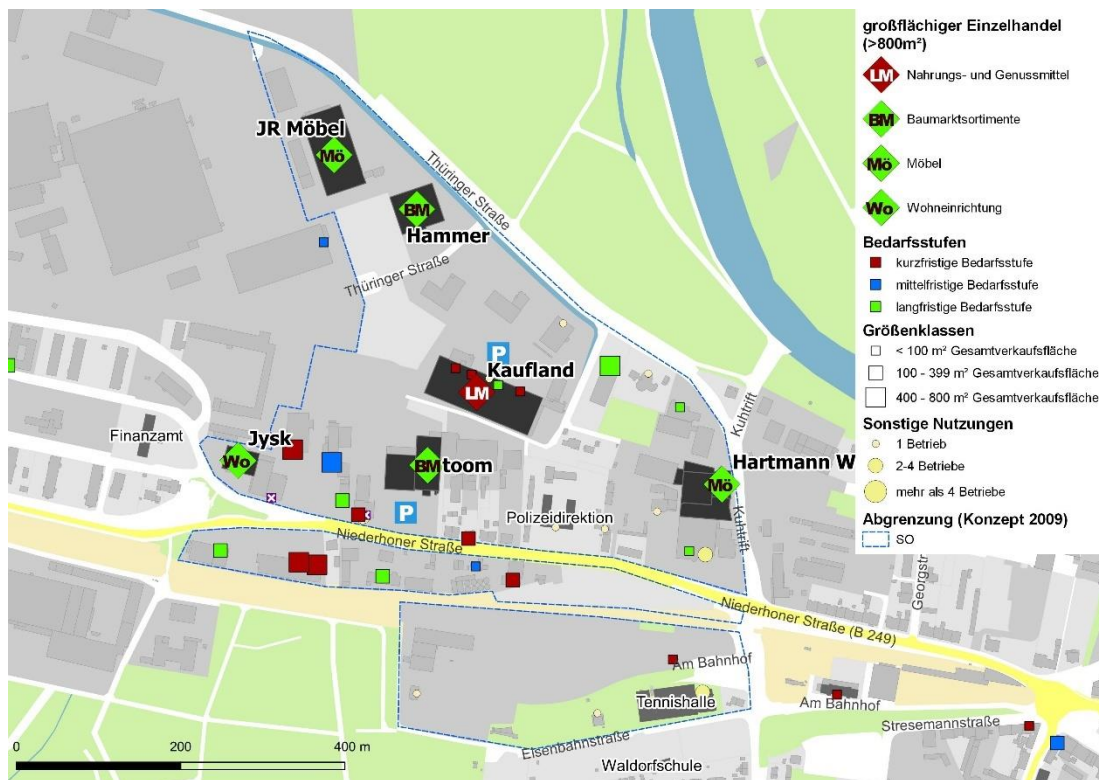 JR Möbel
Mö
Thüringer Straße
BM
Hammer
Thüringer Straße
P
Kaufland
LM
Kuhtrift
Finanzamt
Jysk
Wo
BM
toom
Hartmann W
Mö
P
Polizeidirektion
Kuhtrift
Niederhoner Straße
Niederhoner Straße (B 249)
Georgstr
Am Bahnhof
Tennishalle
Am Bahnhof
Stresemannstraße
Eisenbahnstraße
Waldorfschule
0 200 400 m
großflächiger Einzelhandel
(>800m²)
LM Nahrungs- und Genussmittel
BM Baumarktsortimente
Mö Möbel
Wo Wohneinrichtung
Bedarfsstufen
kurzfristige Bedarfsstufe
mittelfristige Bedarfsstufe
langfristige Bedarfsstufe
Größenklassen
< 100 m² Gesamtverkaufsfläche
100 - 399 m² Gesamtverkaufsfläche
400 - 800 m² Gesamtverkaufsfläche
Sonstige Nutzungen
1 Betrieb
2-4 Betriebe
mehr als 4 Betriebe
Abgrenzung (Konzept 2009)
SO